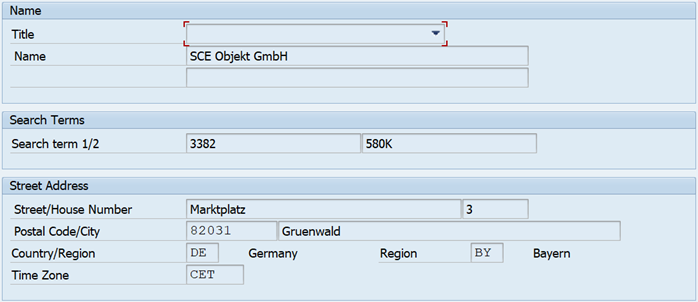 Name
Title
Name SCE Objekt GmbH
Search Terms
Search term 1/2 3382 580K
Street Address
Street/House Number Marktplatz 3
Postal Code/City 82031 Gruenwald
Country/Region DE Germany Region BY Bayern
Time Zone CET